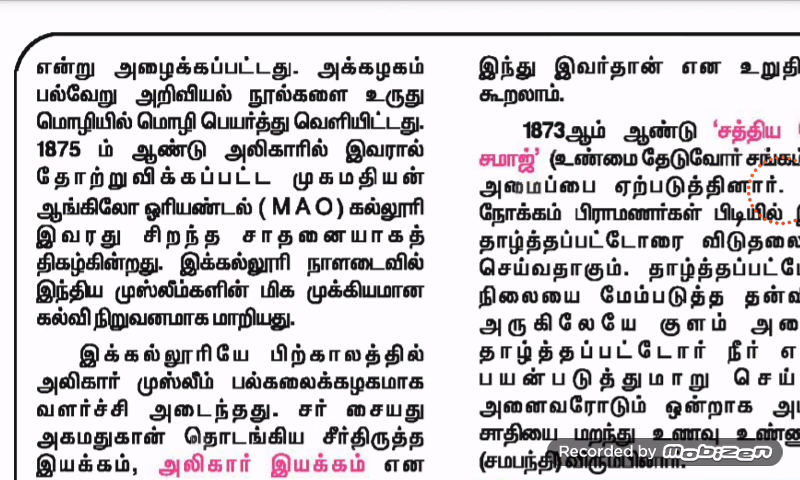 என்று அழைக்கப்பட்டது. அக்கழகம்
பல்வேறு அறிவியல் நூல்களை உருது
மொழியில் மொழி பெயர்த்து வெளியிட்டது.
1875 ம் ஆண்டு அலிகாரில் இவரால்
தோற்றுவிக்கப்பட்ட முகமதியன்
ஆங்கிலோ ஓரியண்டல் (MAO) கல்லூரி
இவரது சிறந்த சாதனையாகத்
திகழ்கின்றது. இக்கல்லூரி நாளடைவில்
இந்திய முஸ்லீம்களின் மிக முக்கியமான
கல்வி நிறுவனமாக மாறியது.
இக்கல்லூரியே பிற்காலத்தில்
அலிகார் முஸ்லீம் பல்கலைக்கழகமாக
வளர்ச்சி அடைந்தது. சர் சையது
அகமதுகான் தொடங்கிய சீர்திருத்த
இயக்கம், அலிகார் இயக்கம் என
இந்து இவர்தான் என உறுதி
கூறலாம்.
1873ஆம் ஆண்டு 'சத்திய
சமாஜ்' (உண்மை தேடுவோர் சங்கம்
அமைப்பை ஏற்படுத்தினார்.
நோக்கம் பிராமணர்கள் பிடியில்
தாழ்த்தப்பட்டோரை விடுதலை
செய்வதாகும். தாழ்த்தப்பட்டே
நிலையை மேம்படுத்த தன்வி
அருகிலேயே குளம் அமை
தாழ்த்தப்பட்டோர் நீர் எ
பயன்படுத்துமாறு செய்
அனைவரோடும் ஒன்றாக அம
சாதியை மறந்து உணவு உண்ணு
(சமபந்தி) விரும்பினார்.
Recorded by Mobizen